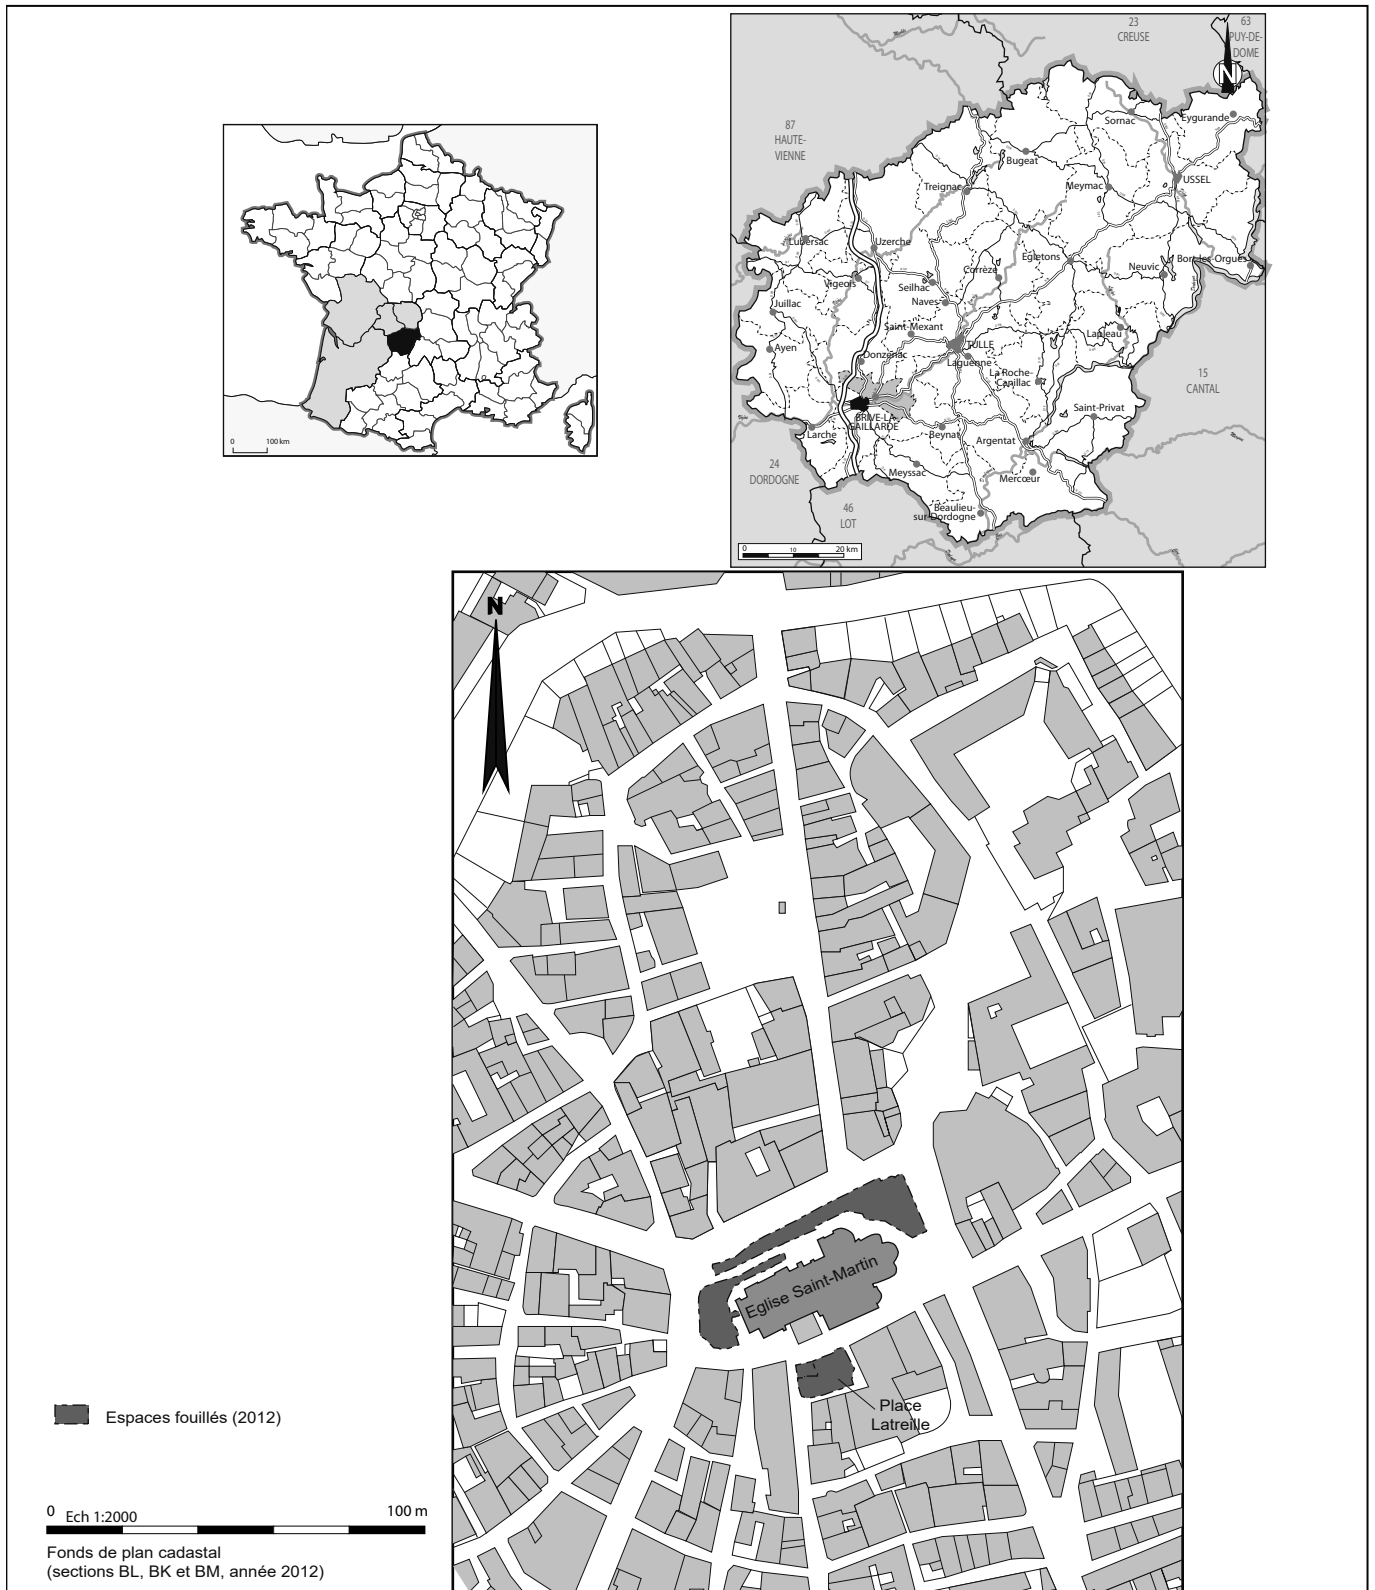 0
100 km
23
CREUSE
63
PUY-DE-
DOME
N
87
HAUTE-
VIENNE
Sornac
Eygurande
Bugeat
Treignac
Meymac
USSEL
Lubersac
Uzerche
Egletons
Bort-les-Orgues
Neuvic
Corrèze
Vigeois
Seilhac
Naves
Juillac
Saint-Mexant
Lapleau
TULLE
Ayen
Donzenac
Laguenne
La Roche-
Canillac
15
CANTAL
Saint-Privat
BRIVE-LA-
GAILLARDE
Larche
Beynat
Argentat
24
DORDOGNE
Meyssac
Mercœur
46
LOT
Beaulieu-
sur-Dordogne
0 10 20 km
N
Eglise Saint-Martin
Place
Latreille
Espaces fouillés (2012)
0 Ech 1:2000 100 m
Fonds de plan cadastal
(sections BL, BK et BM, année 2012)